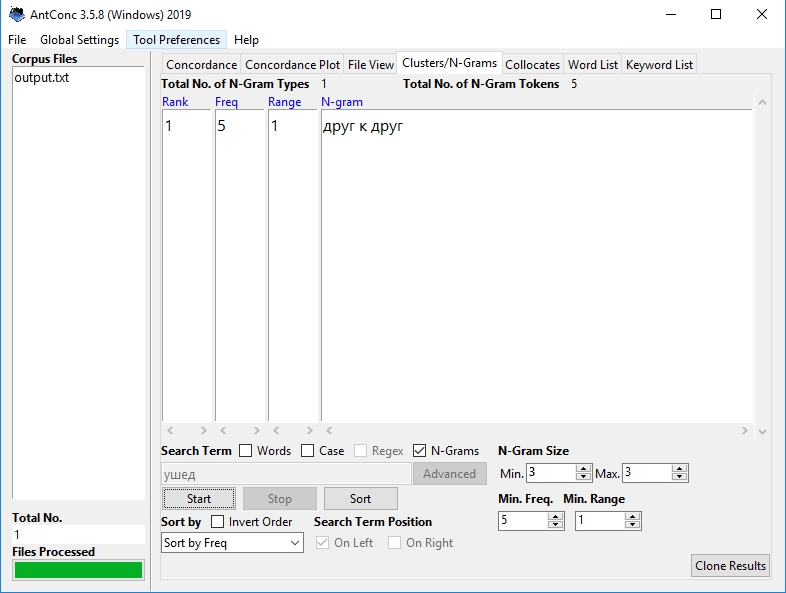 AntConc 3.5.8 (Windows) 2019
File Global Settings Tool Preferences Help
Corpus Files
output.txt
Concordance Concordance Plot File View Clusters/N-Grams Collocates Word List Keyword List
Total No. of N-Gram Types 1 Total No. of N-Gram Tokens 5
Rank Freq Range N-gram
1 5 1 друг к друг
Search Term Words Case Regex N-Grams N-Gram Size
ушед Advanced Min. 3 Max. 3
Start Stop Sort Min. Freq. Min. Range
Total No.
1
Sort by Invert Order Search Term Position 5 1
Files Processed
Sort by Freq On Left On Right
Clone Results